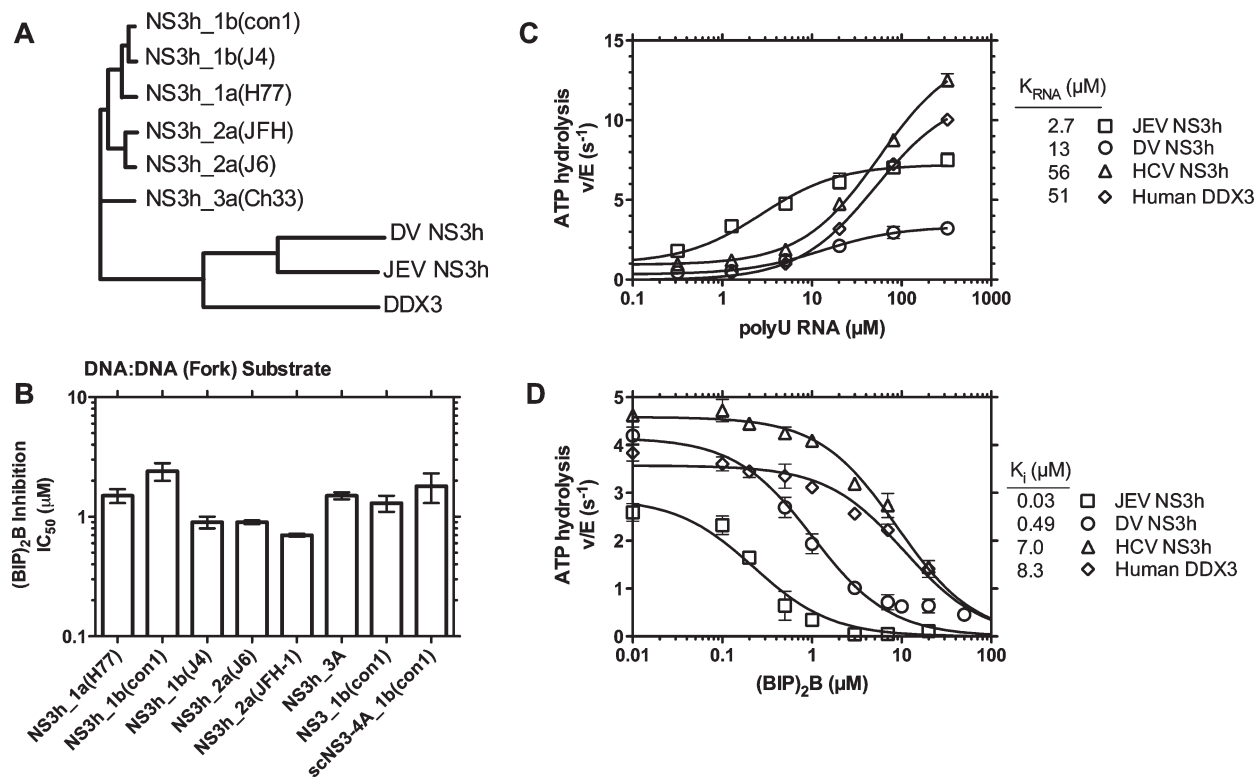 A
NS3h_1b(con1)
NS3h_1b(J4)
NS3h_1a(H77)
NS3h_2a(JFH)
NS3h_2a(J6)
NS3h_3a(Ch33)
DV NS3h
JEV NS3h
DDX3
B
DNA:DNA (Fork) Substrate
(BIP)2B Inhibition
IC50 (μM)
10
1
0.1
NS3h_1a(H77)
NS3h_1b(con1)
NS3h_1b(J4)
NS3h_2a(J6)
NS3h_2a(JFH-1)
NS3h_3A
NS3_1b(con1)
scNS3-4A_1b(con1)
C
ATP hydrolysis
v/E (s-1)
15
10
5
0
0.1 1 10 100 1000
polyU RNA (μM)
KRNA (μM)
2.7 JEV NS3h
13 DV NS3h
56 HCV NS3h
51 Human DDX3
D
ATP hydrolysis
v/E (s-1)
5
4
3
2
1
0
0.01 0.1 1 10 100
(BIP)2B (μM)
Ki (μM)
0.03 JEV NS3h
0.49 DV NS3h
7.0 HCV NS3h
8.3 Human DDX3